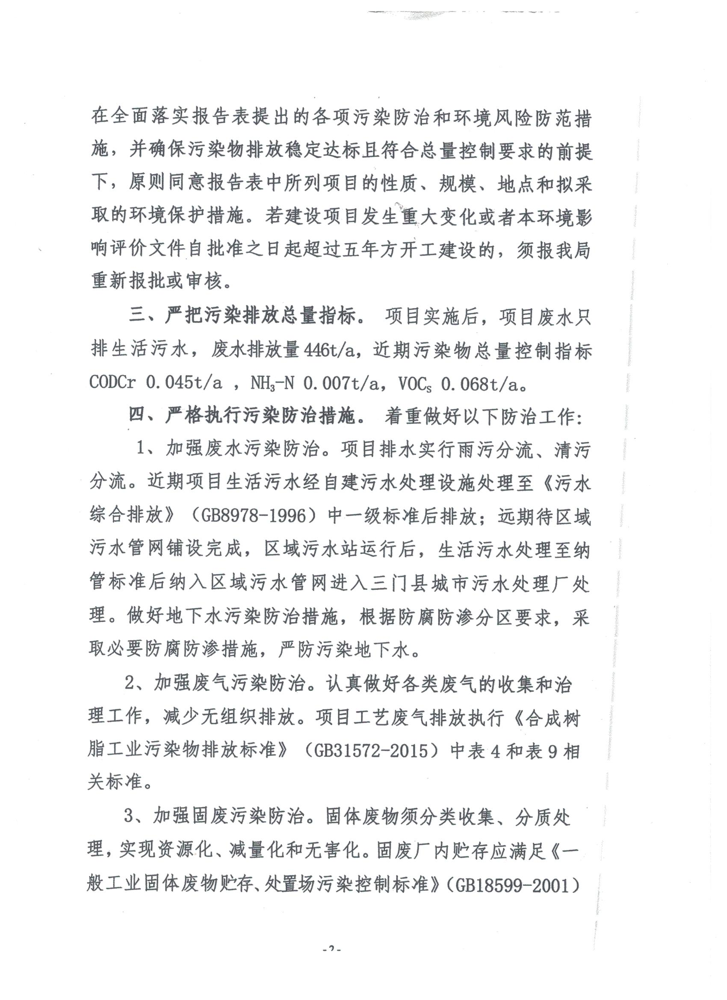 在全面落实报告表提出的各项污染防治和环境风险防范措
施，并确保污染物排放稳定达标且符合总量控制要求的前提
下，原则同意报告表中所列项目的性质、规模、地点和拟采
取的环境保护措施。若建设项目发生重大变化或者本环境影
响评价文件自批准之日起超过五年方开工建设的，须报我局
重新报批或审核。
三、严把污染排放总量指标。 项目实施后，项目废水只
排生活污水，废水排放量446t/a，近期污染物总量控制指标
CODCr 0.045t/a ，NH₃-N 0.007t/a，VOCₛ 0.068t/a。
四、严格执行污染防治措施。 着重做好以下防治工作：
1、加强废水污染防治。项目排水实行雨污分流、清污
分流。近期项目生活污水经自建污水处理设施处理至《污水
综合排放》（GB8978-1996）中一级标准后排放；远期待区域
污水管网铺设完成，区域污水站运行后，生活污水处理至纳
管标准后纳入区域污水管网进入三门县城市污水处理厂处
理。做好地下水污染防治措施，根据防腐防渗分区要求，采
取必要防腐防渗措施，严防污染地下水。
2、加强废气污染防治。认真做好各类废气的收集和治
理工作，减少无组织排放。项目工艺废气排放执行《合成树
脂工业污染物排放标准》（GB31572-2015）中表 4 和表 9 相
关标准。
3、加强固废污染防治。固体废物须分类收集、分质处
理，实现资源化、减量化和无害化。固废厂内贮存应满足《一
般工业固体废物贮存、处置场污染控制标准》（GB18599-2001）
-2-